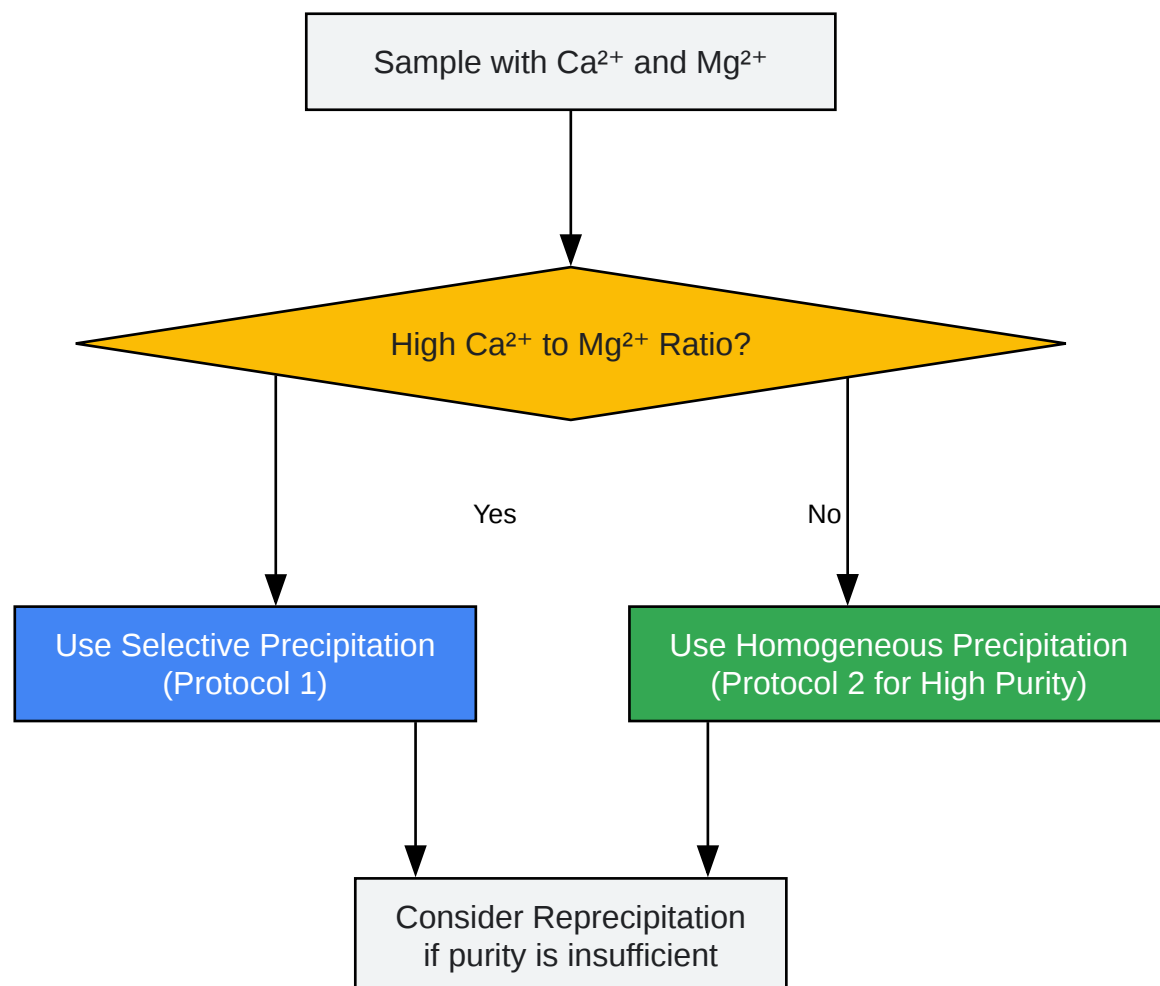 Sample with Ca²⁺ and Mg²⁺
High Ca²⁺ to Mg²⁺ Ratio?
Yes
No
Use Selective Precipitation
(Protocol 1)
Use Homogeneous Precipitation
(Protocol 2 for High Purity)
Consider Reprecipitation
if purity is insufficient